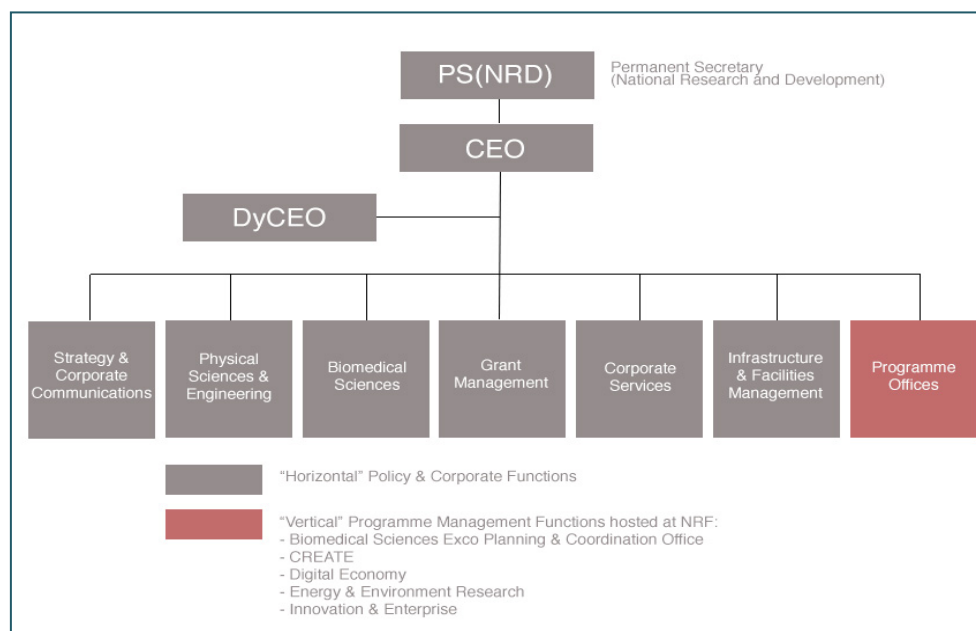 PS(NRD)
Permanent Secretary
(National Research and Development)
CEO
DyCEO
Strategy &
Corporate
Communications
Physical
Sciences &
Engineering
Biomedical
Sciences
Grant
Management
Corporate
Services
Infrastructure
& Facilities
Management
Programme
Offices
“Horizontal” Policy & Corporate Functions
“Vertical” Programme Management Functions hosted at NRF:
- Biomedical Sciences Exco Planning & Coordination Office
- CREATE
- Digital Economy
- Energy & Environment Research
- Innovation & Enterprise